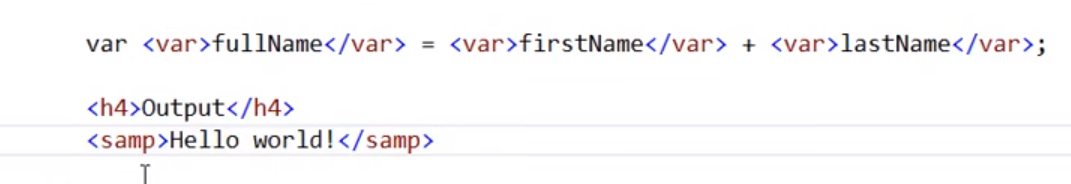 var <var>fullName</var> = <var>firstName</var> + <var>lastName</var>;
<h4>Output</h4>
<samp>Hello world!</samp>